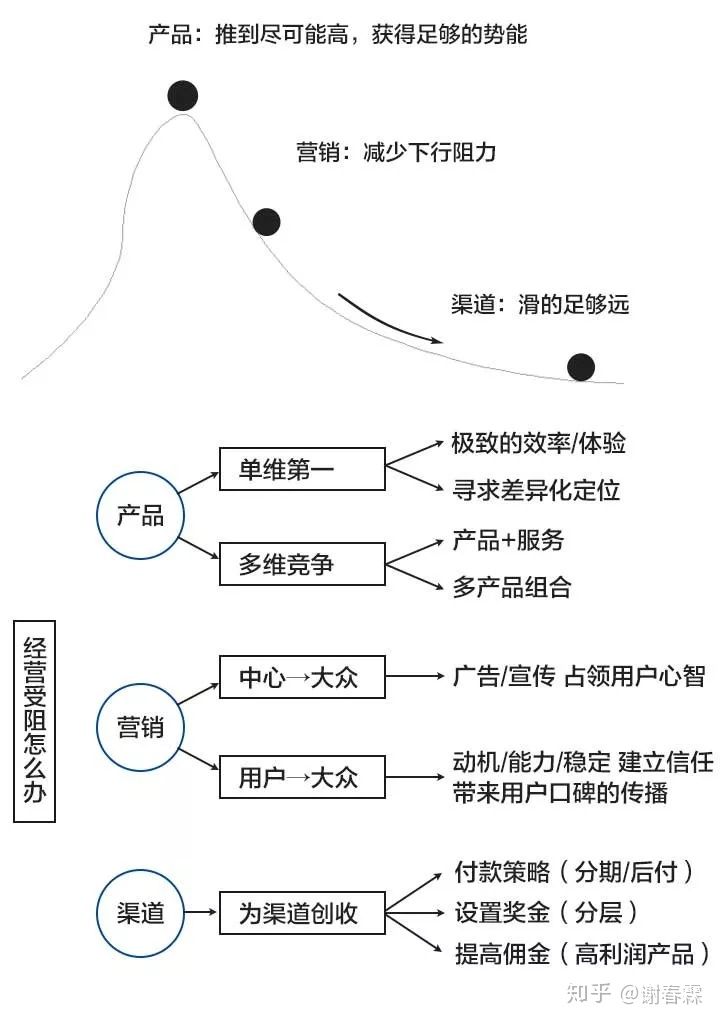 产品：推到尽可能高，获得足够的势能
营销：减少下行阻力
渠道：滑的足够远
经营受阻怎么办
产品
单维第一
极致的效率/体验
寻求差异化定位
多维竞争
产品+服务
多产品组合
营销
中心→大众
广告/宣传 占领用户心智
用户→大众
动机/能力/稳定 建立信任
带来用户口碑的传播
渠道
为渠道创收
付款策略（分期/后付）
设置奖金（分层）
提高佣金（高利润产品）
知乎 @谢春霖